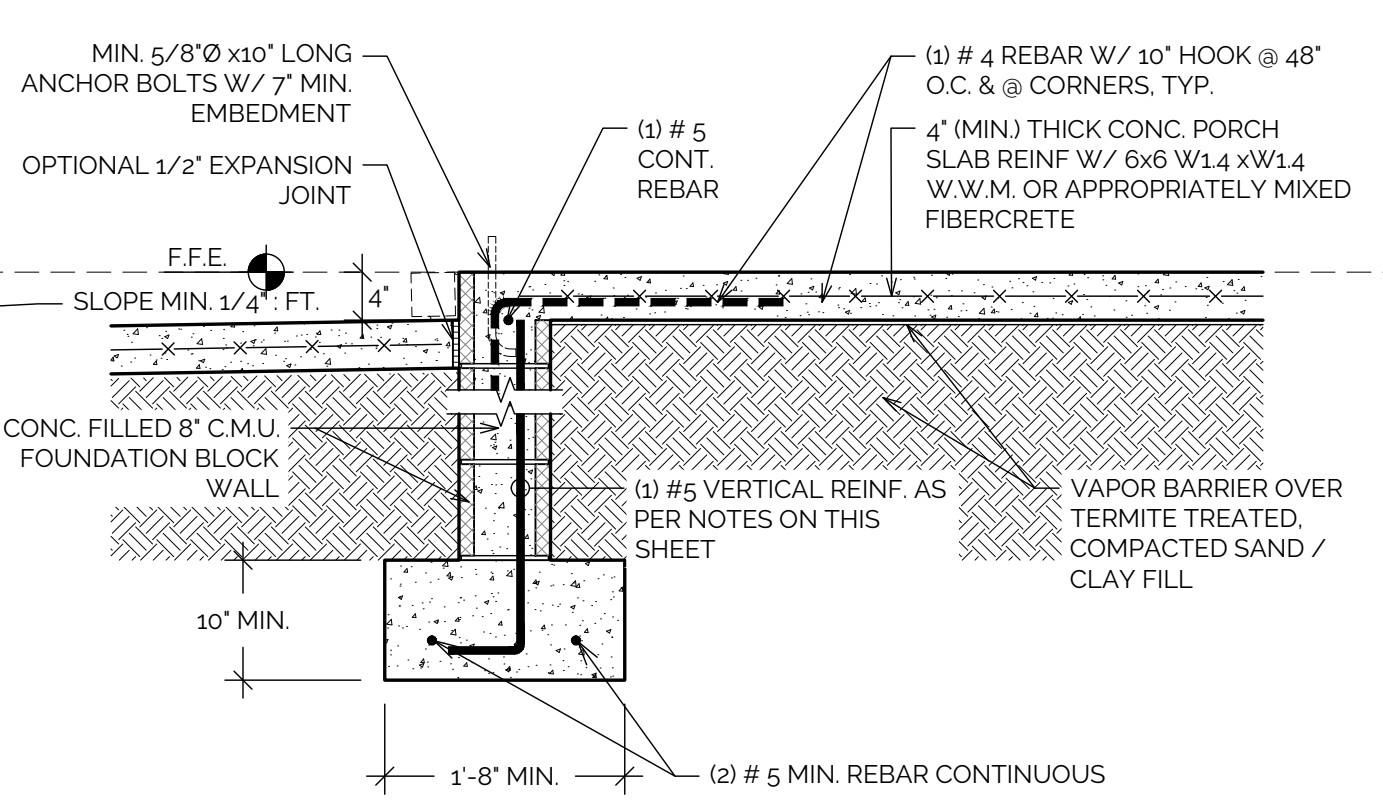 MIN. 5/8"Ø x10" LONG
ANCHOR BOLTS W/ 7" MIN.
EMBEDMENT
OPTIONAL 1/2" EXPANSION
JOINT
(1) # 5
CONT.
REBAR
(1) # 4 REBAR W/ 10" HOOK @ 48"
O.C. & @ CORNERS, TYP.
4" (MIN.) THICK CONC. PORCH
SLAB REINF W/ 6x6 W1.4 xW1.4
W.W.M. OR APPROPRIATELY MIXED
FIBERCRETE
F.F.E.
SLOPE MIN. 1/4" : FT.
4"
CONC. FILLED 8" C.M.U.
FOUNDATION BLOCK
WALL
(1) #5 VERTICAL REINF. AS
PER NOTES ON THIS
SHEET
VAPOR BARRIER OVER
TERMITE TREATED,
COMPACTED SAND /
CLAY FILL
10" MIN.
1'-8" MIN.
(2) # 5 MIN. REBAR CONTINUOUS